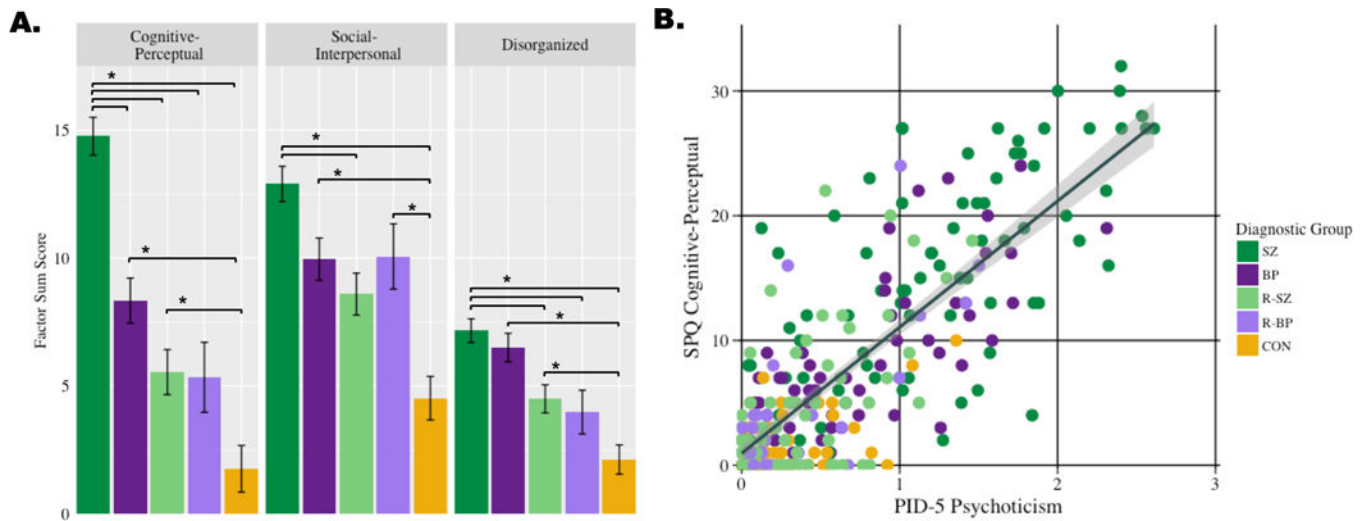 A.
Cognitive-
Perceptual
Social-
Interpersonal
Disorganized
Factor Sum Score
15
10
5
0
*
*
*
*
*
*
*
*
*
B.
SPQ Cognitive-Perceptual
30
20
10
0
0
1
2
3
PID-5 Psychoticism
Diagnostic Group
SZ
BP
R-SZ
R-BP
CON